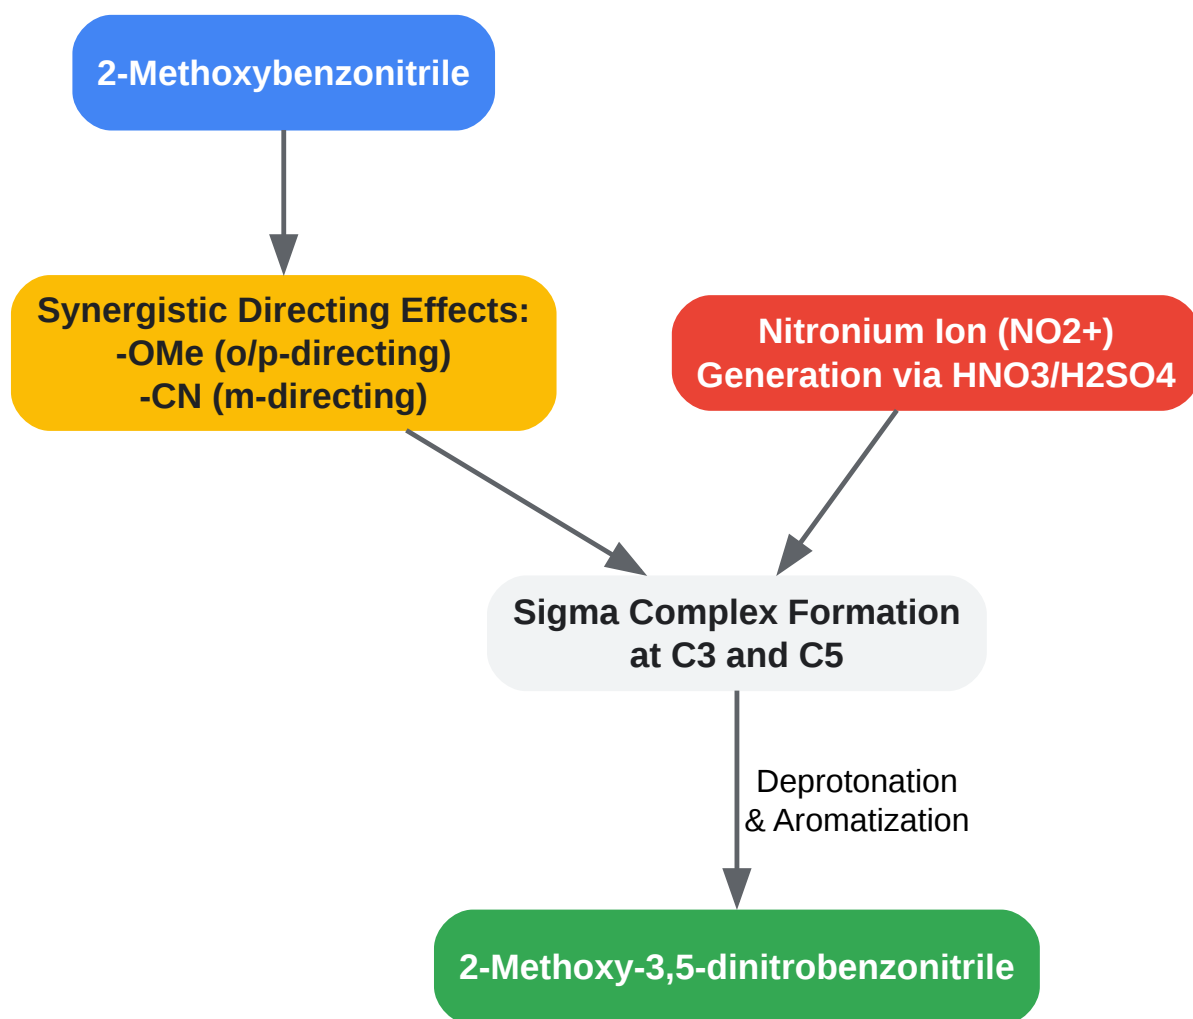 2-Methoxybenzonitrile
Synergistic Directing Effects:
-OMe (o/p-directing)
-CN (m-directing)
Nitronium Ion (NO2+)
Generation via HNO3/H2SO4
Sigma Complex Formation
at C3 and C5
Deprotonation
& Aromatization
2-Methoxy-3,5-dinitrobenzonitrile